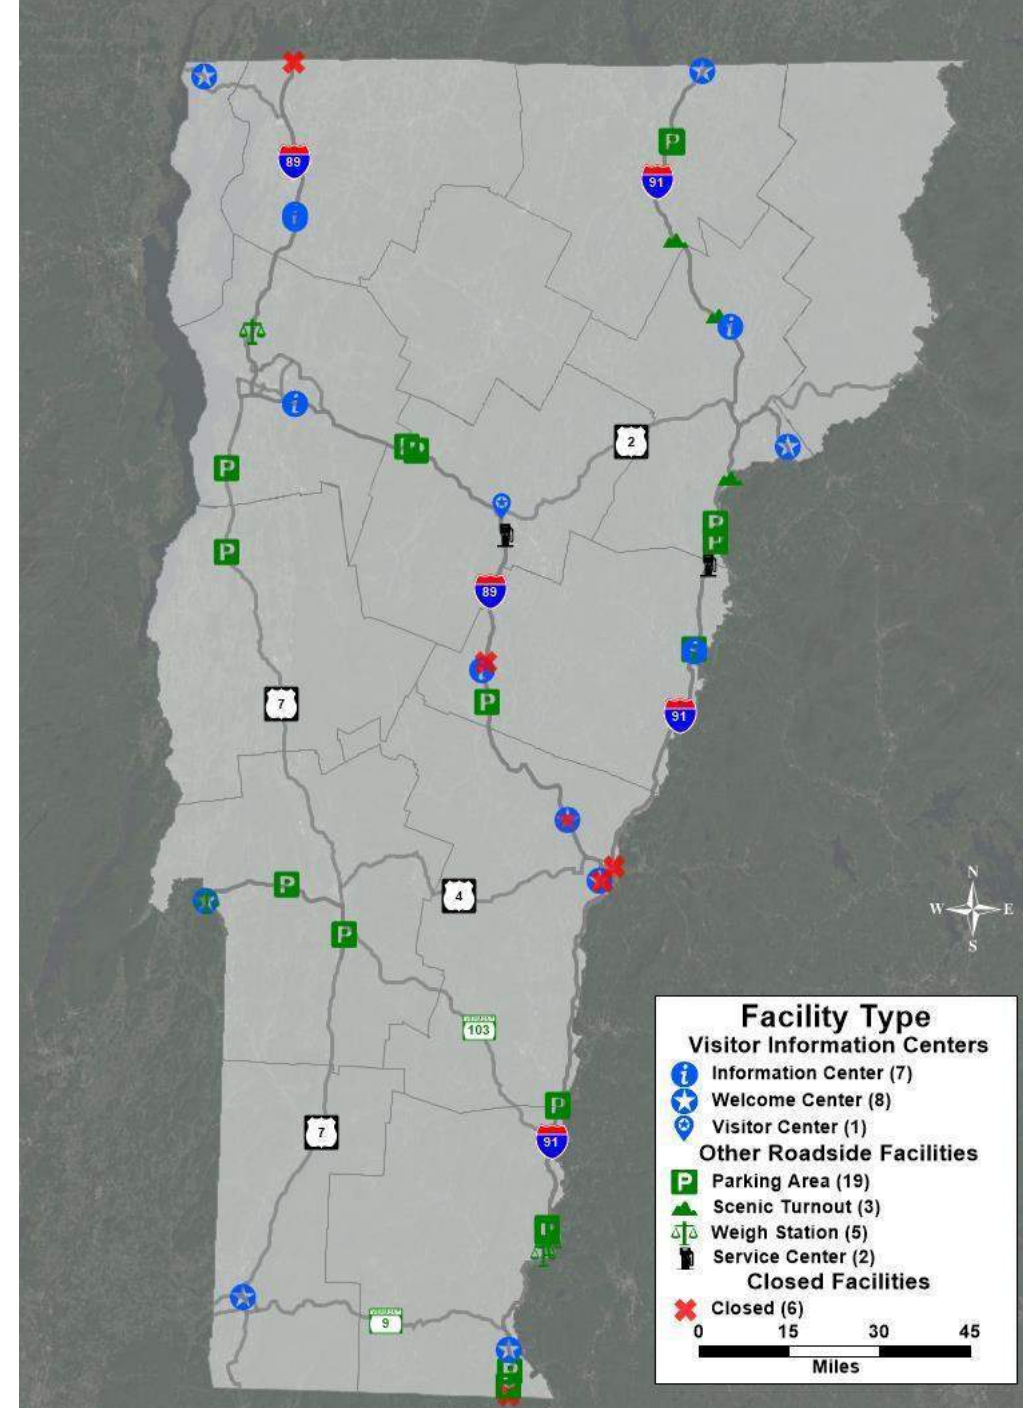 89
91
2
89
7
91
4
VERMONT
103
7
91
VERMONT
9
N
W E
S
Facility Type
Visitor Information Centers
i Information Center (7)
Welcome Center (8)
Visitor Center (1)
Other Roadside Facilities
P Parking Area (19)
Scenic Turnout (3)
Weigh Station (5)
Service Center (2)
Closed Facilities
Closed (6)
0 15 30 45
Miles